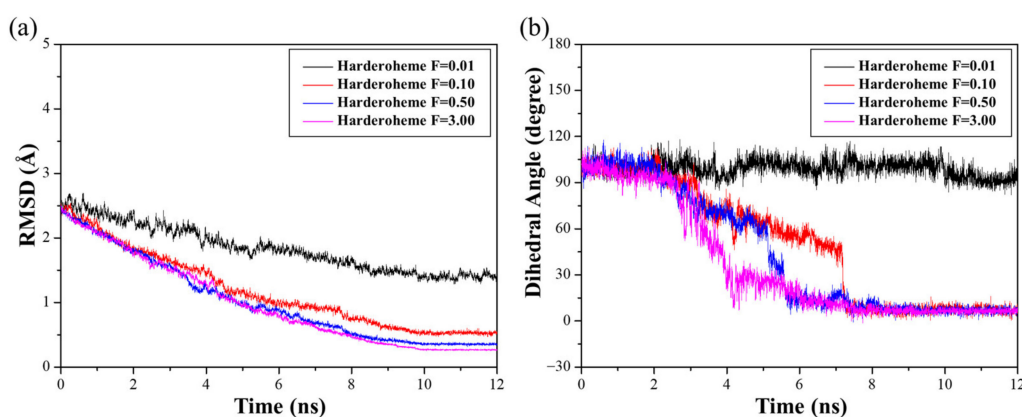 (a)
5
4
3
2
1
0
RMSD (Å)
0 2 4 6 8 10 12
Time (ns)
Harderoheme F=0.01
Harderoheme F=0.10
Harderoheme F=0.50
Harderoheme F=3.00
(b)
180
150
120
90
60
30
0
−30
Dihedral Angle (degree)
0 2 4 6 8 10 12
Time (ns)
Harderoheme F=0.01
Harderoheme F=0.10
Harderoheme F=0.50
Harderoheme F=3.00